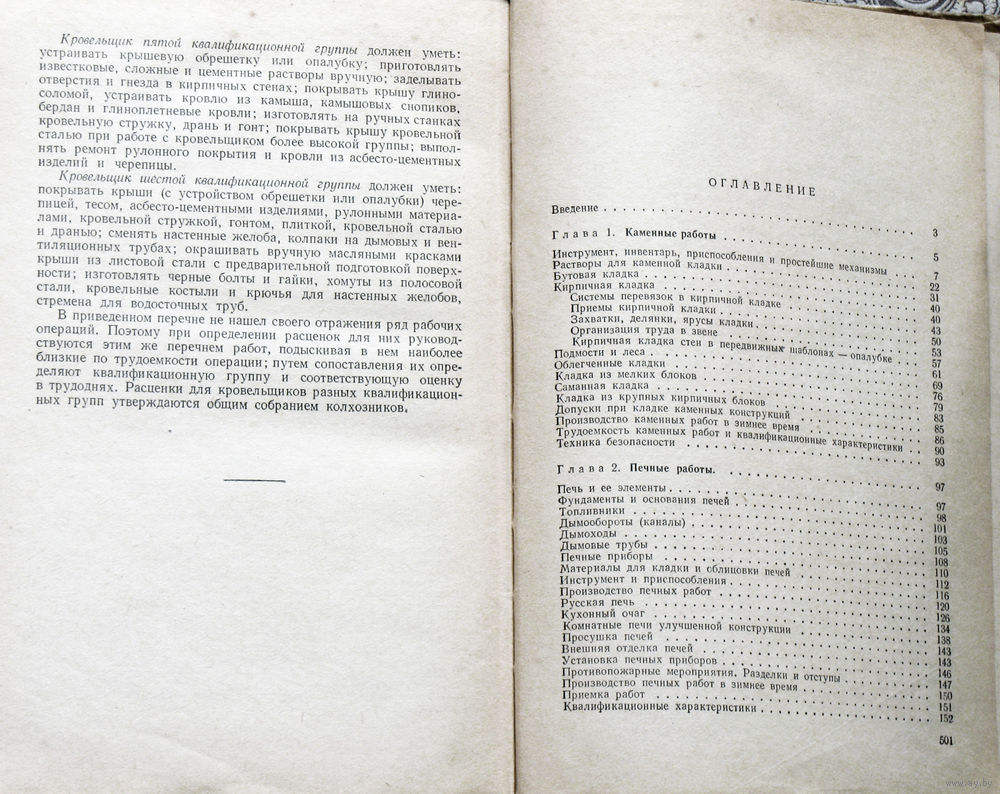 Кровельщик пятой квалификационной группы должен уметь:
устраивать крышевую обрешетку или опалубку; приготовлять
известковые, сложные и цементные растворы вручную; заделывать
отверстия и гнезда в кирпичных стенах; покрывать крышу глино-
соломой, устраивать кровлю из камыша, камышовых снопиков,
бердан и глиноплетневые кровли; изготовлять на ручных станках
кровельную стружку, дрань и гонт; покрывать крышу кровельной
сталью при работе с кровельщиком более высокой группы; выпол-
нять ремонт рулонного покрытия и кровли из асбесто-цементных
изделий и черепицы.
Кровельщик шестой квалификационной группы должен уметь:
покрывать крыши (с устройством обрешетки или опалубки) чере-
пицей, тесом, асбесто-цементными изделиями, рулонными материа-
лами, кровельной стружкой, гонтом, плиткой, кровельной сталью
и дранью; сменять настенные желоба, колпаки на дымовых и вен-
тиляционных трубах; окрашивать вручную масляными красками
крыши из листовой стали с предварительной подготовкой поверх-
ности; изготовлять черные болты и гайки, хомуты из полосовой
стали, кровельные костыли и крючья для настенных желобов,
стремена для водосточных труб.
В приведенном перечне не нашел своего отражения ряд рабочих
операций. Поэтому при определении расценок для них руковод-
ствуются этим же перечнем работ, подыскивая в нем наиболее
близкие по трудоемкости операции; путем сопоставления их опре-
деляют квалификационную группу и соответствующую оценку
в трудоднях. Расценки для кровельщиков разных квалификацион-
ных групп утверждаются общим собранием колхозников.
ОГЛАВЛЕНИЕ
Введение . . . 3
Глава 1. Каменные работы . . . 5
Инструмент, инвентарь, приспособления и простейшие механизмы 7
Растворы для каменной кладки . . . 22
Бутовая кладка . . . 31
Кирпичная кладка . . . 40
Системы перевязок в кирпичной кладке . . . 40
Приемы кирпичной кладки . . . 43
Захватки, делянки, ярусы кладки . . . 50
Организация труда в звене . . . 53
Кирпичная кладка стен в передвижных шаблонах — опалубке . . . 57
Подмости и леса . . . 61
Облегченные кладки . . . 69
Кладка из мелких блоков . . . 76
Саманная кладка . . . 79
Кладка из крупных кирпичных блоков . . . 83
Допуски при кладке каменных конструкций . . . 85
Производство каменных работ в зимнее время . . . 86
Трудоемкость каменных работ и квалификационные характеристики . . 90
Техника безопасности . . . 93
Глава 2. Печные работы. . . . 97
Печь и ее элементы . . . 97
Фундаменты и основания печей . . . 98
Топливники . . . 101
Дымообороты (каналы) . . . 103
Дымоходы . . . 105
Дымовые трубы . . . 108
Печные приборы . . . 110
Материалы для кладки и облицовки печей . . . 112
Инструмент и приспособления . . . 116
Производство печных работ . . . 120
Русская печь . . . 126
Кухонный очаг . . . 134
Комнатные печи улучшенной конструкции . . . 138
Просушка печей . . . 143
Внешняя отделка печей . . . 143
Установка печных приборов . . . 146
Противопожарные мероприятия. Разделки и отступы . . . 147
Производство печных работ в зимнее время . . . 150
Приемка работ . . . 151
Квалификационные характеристики . . . 152
501
www.ay.by